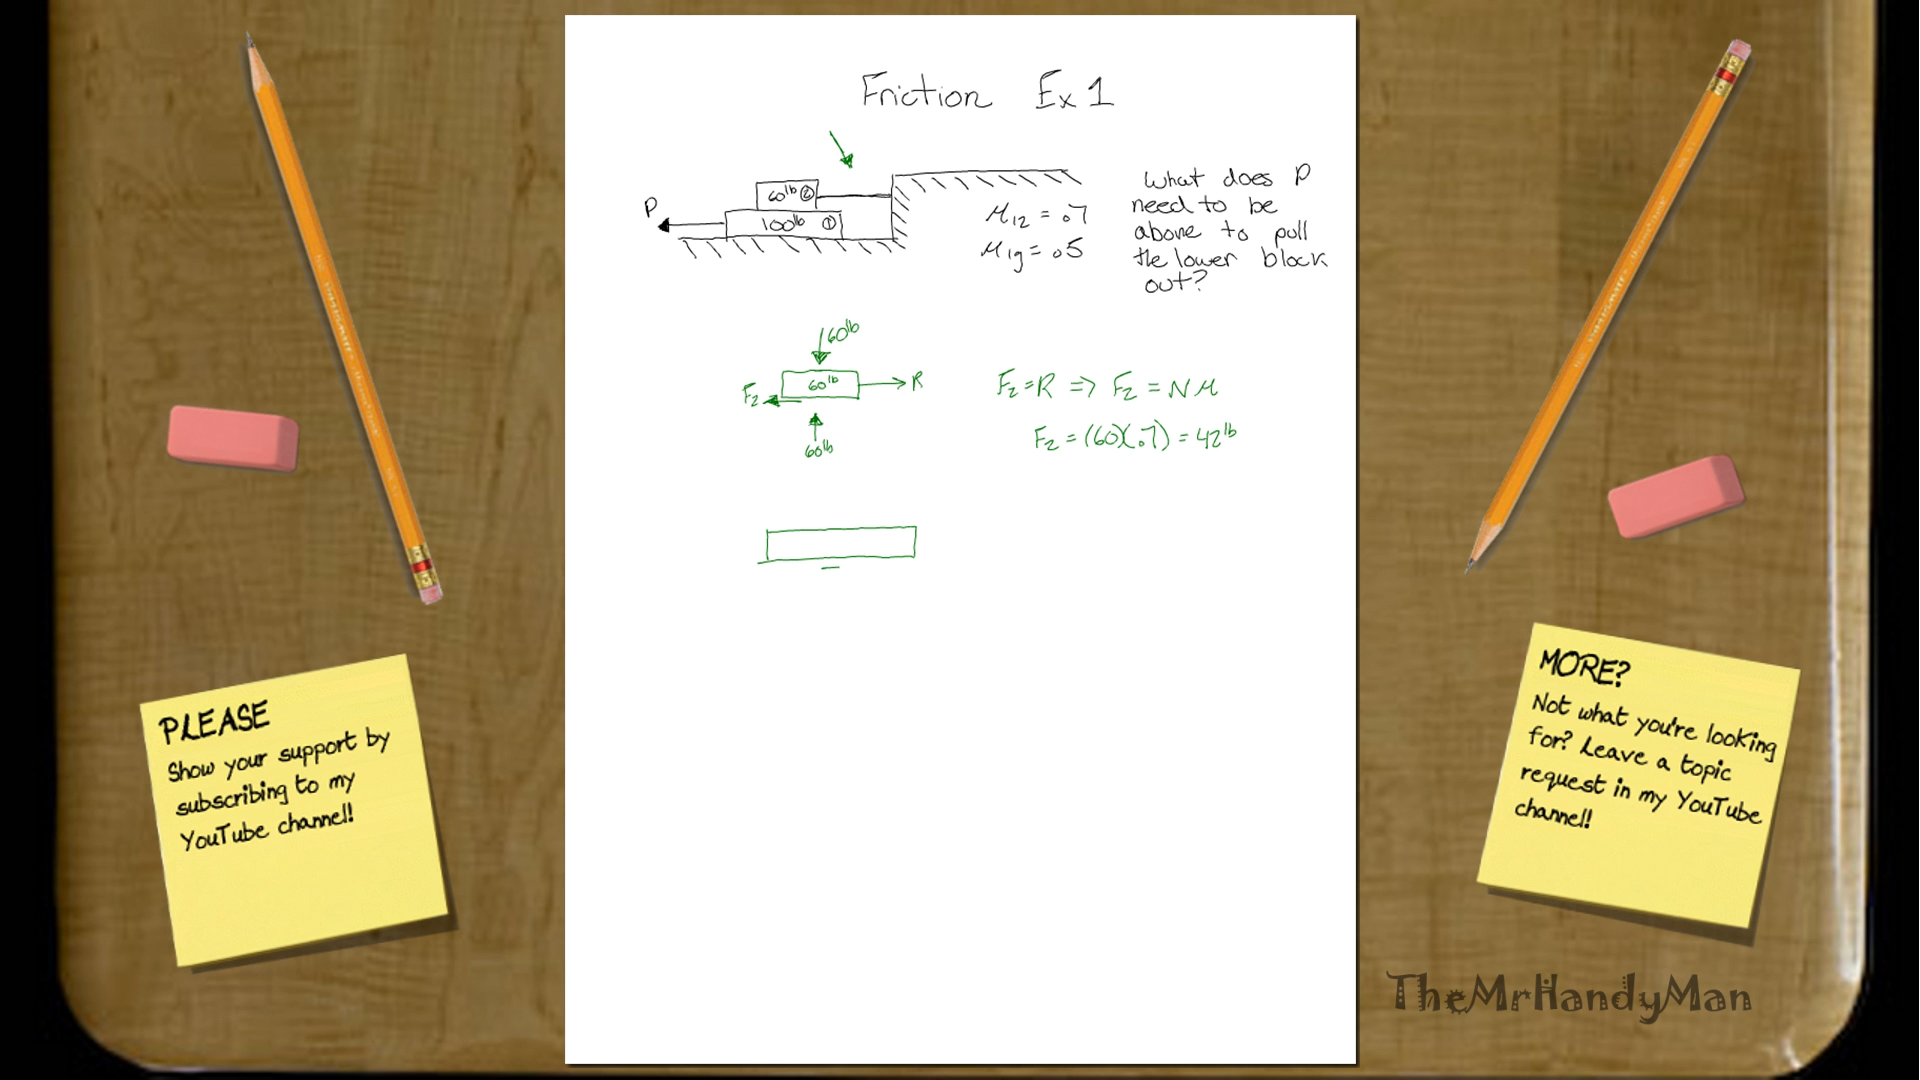 Friction Ex 1
P
60lb 2
100lb 1
μ12 = .7
μ1g = .5
What does P
need to be
above to pull
the lower block
out?
60lb
F2
60lb
R
60lb
F2 = R => F2 = Nμ
F2 = (60)(.7) = 42lb
PLEASE
Show your support by
subscribing to my
YouTube channel!
MORE?
Not what you're looking
for? Leave a topic
request in my YouTube
channel!
TheMrHandyMan